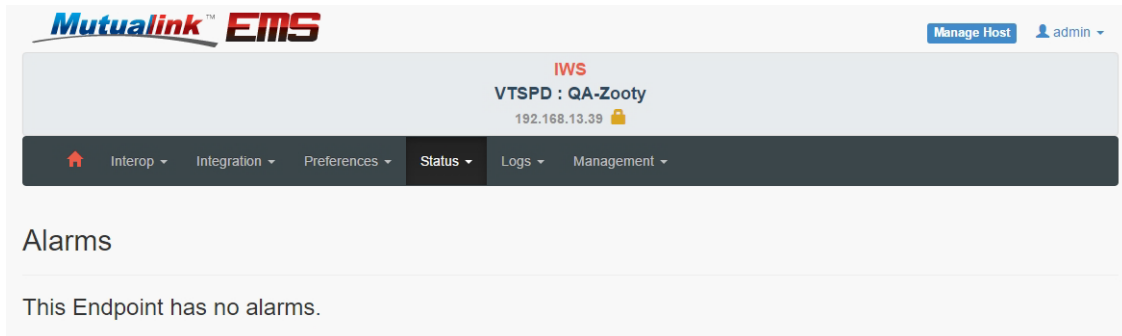 Mutualink™ EMS
Manage Host admin
IWS
VTSPD : QA-Zooty
192.168.13.39
Interop Integration Preferences Status Logs Management
Alarms
This Endpoint has no alarms.